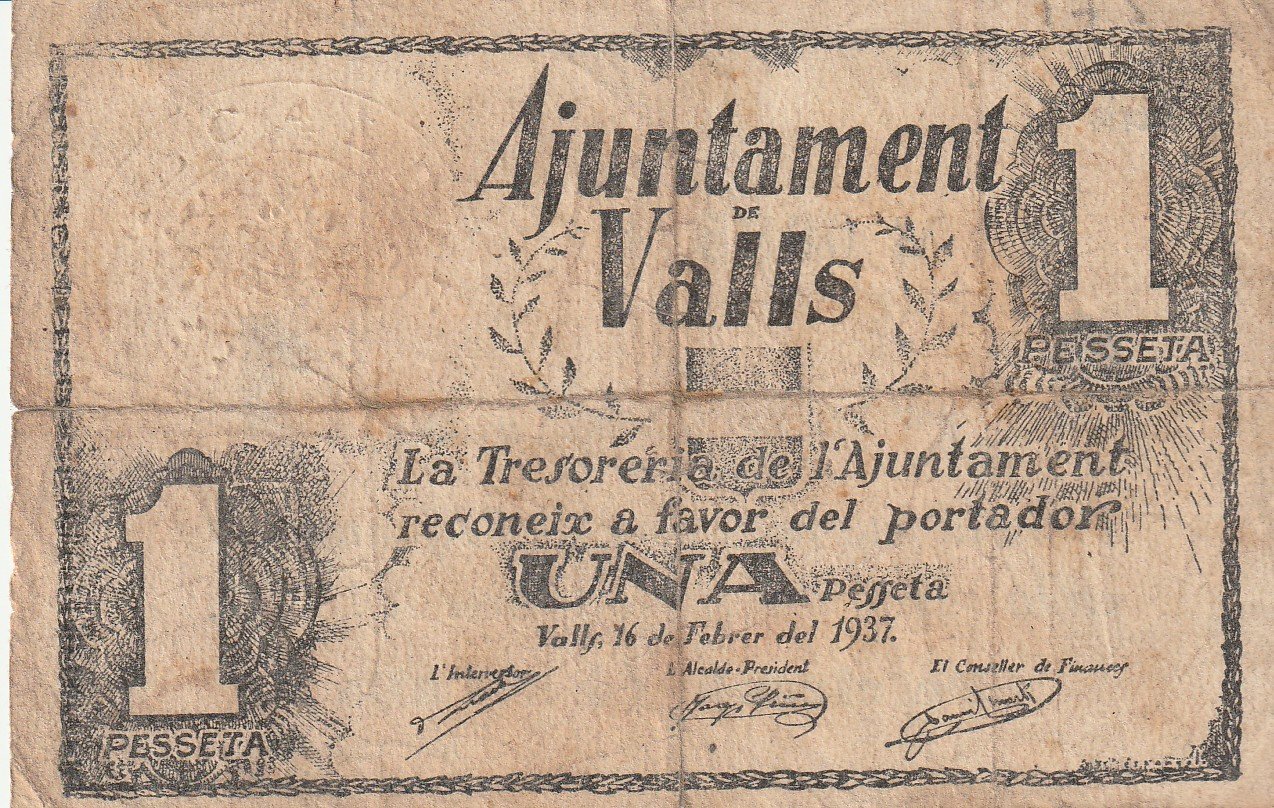 Ajuntament
DE
Valls
1
PESSETA
La Tresoreria de l'Ajuntament
reconeix a favor del portador
UNA Pesseta
Valls, 16 de Febrer del 1937.
L'Interventor
L'Alcalde-President
El Conseller de Finances
1
PESSETA